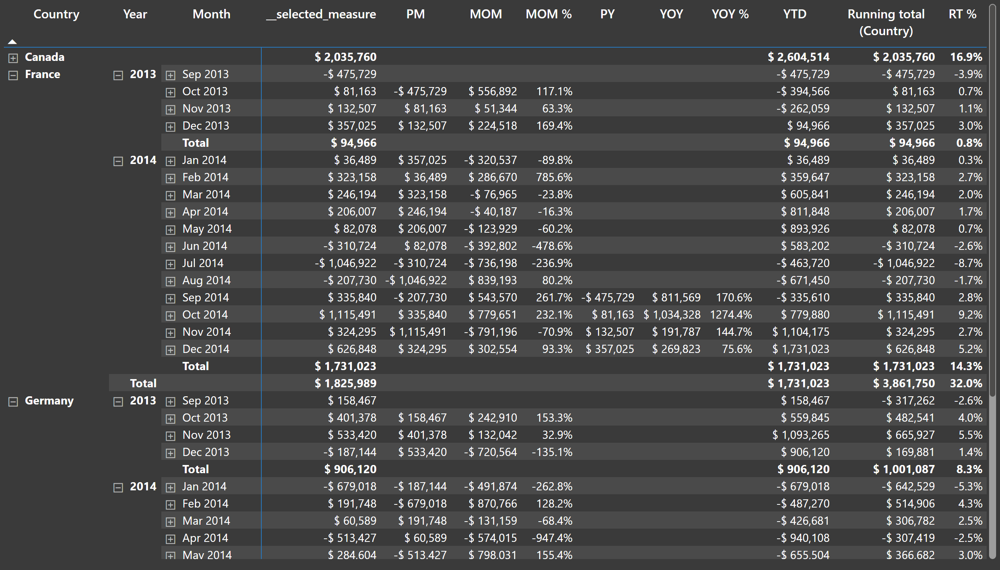 Country Year Month __selected_measure PM MOM MOM % PY YOY YOY % YTD Running total RT %
(Country)
Canada $ 2,035,760 $ 2,604,514 $ 2,035,760 16.9%
France 2013 Sep 2013 -$ 475,729 -$ 475,729 -$ 475,729 -3.9%
Oct 2013 $ 81,163 -$ 475,729 $ 556,892 117.1% -$ 394,566 $ 81,163 0.7%
Nov 2013 $ 132,507 $ 81,163 $ 51,344 63.3% -$ 262,059 $ 132,507 1.1%
Dec 2013 $ 357,025 $ 132,507 $ 224,518 169.4% $ 94,966 $ 357,025 3.0%
Total $ 94,966 $ 94,966 $ 94,966 0.8%
2014 Jan 2014 $ 36,489 $ 357,025 -$ 320,537 -89.8% $ 36,489 $ 36,489 0.3%
Feb 2014 $ 323,158 $ 36,489 $ 286,670 785.6% $ 359,647 $ 323,158 2.7%
Mar 2014 $ 246,194 $ 323,158 -$ 76,965 -23.8% $ 605,841 $ 246,194 2.0%
Apr 2014 $ 206,007 $ 246,194 -$ 40,187 -16.3% $ 811,848 $ 206,007 1.7%
May 2014 $ 82,078 $ 206,007 -$ 123,929 -60.2% $ 893,926 $ 82,078 0.7%
Jun 2014 -$ 310,724 $ 82,078 -$ 392,802 -478.6% $ 583,202 -$ 310,724 -2.6%
Jul 2014 -$ 1,046,922 -$ 310,724 -$ 736,198 -236.9% -$ 463,720 -$ 1,046,922 -8.7%
Aug 2014 -$ 207,730 -$ 1,046,922 $ 839,193 80.2% -$ 671,450 -$ 207,730 -1.7%
Sep 2014 $ 335,840 -$ 207,730 $ 543,570 261.7% -$ 475,729 $ 811,569 170.6% -$ 335,610 $ 335,840 2.8%
Oct 2014 $ 1,115,491 $ 335,840 $ 779,651 232.1% $ 81,163 $ 1,034,328 1274.4% $ 779,880 $ 1,115,491 9.2%
Nov 2014 $ 324,295 $ 1,115,491 -$ 791,196 -70.9% $ 132,507 $ 191,787 144.7% $ 1,104,175 $ 324,295 2.7%
Dec 2014 $ 626,848 $ 324,295 $ 302,554 93.3% $ 357,025 $ 269,823 75.6% $ 1,731,023 $ 626,848 5.2%
Total $ 1,731,023 $ 1,731,023 $ 1,731,023 14.3%
Total $ 1,825,989 $ 1,731,023 $ 3,861,750 32.0%
Germany 2013 Sep 2013 $ 158,467 $ 158,467 -$ 317,262 -2.6%
Oct 2013 $ 401,378 $ 158,467 $ 242,910 153.3% $ 559,845 $ 482,541 4.0%
Nov 2013 $ 533,420 $ 401,378 $ 132,042 32.9% $ 1,093,265 $ 665,927 5.5%
Dec 2013 -$ 187,144 $ 533,420 -$ 720,564 -135.1% $ 906,120 $ 169,881 1.4%
Total $ 906,120 $ 906,120 $ 1,001,087 8.3%
2014 Jan 2014 -$ 679,018 -$ 187,144 -$ 491,874 -262.8% -$ 679,018 -$ 642,529 -5.3%
Feb 2014 $ 191,748 -$ 679,018 $ 870,766 128.2% -$ 487,270 $ 514,906 4.3%
Mar 2014 $ 60,589 $ 191,748 -$ 131,159 -68.4% -$ 426,681 $ 306,782 2.5%
Apr 2014 -$ 513,427 $ 60,589 -$ 574,015 -947.4% -$ 940,108 -$ 307,419 -2.5%
May 2014 $ 284,604 -$ 513,427 $ 798,031 155.4% -$ 655,504 $ 366,682 3.0%